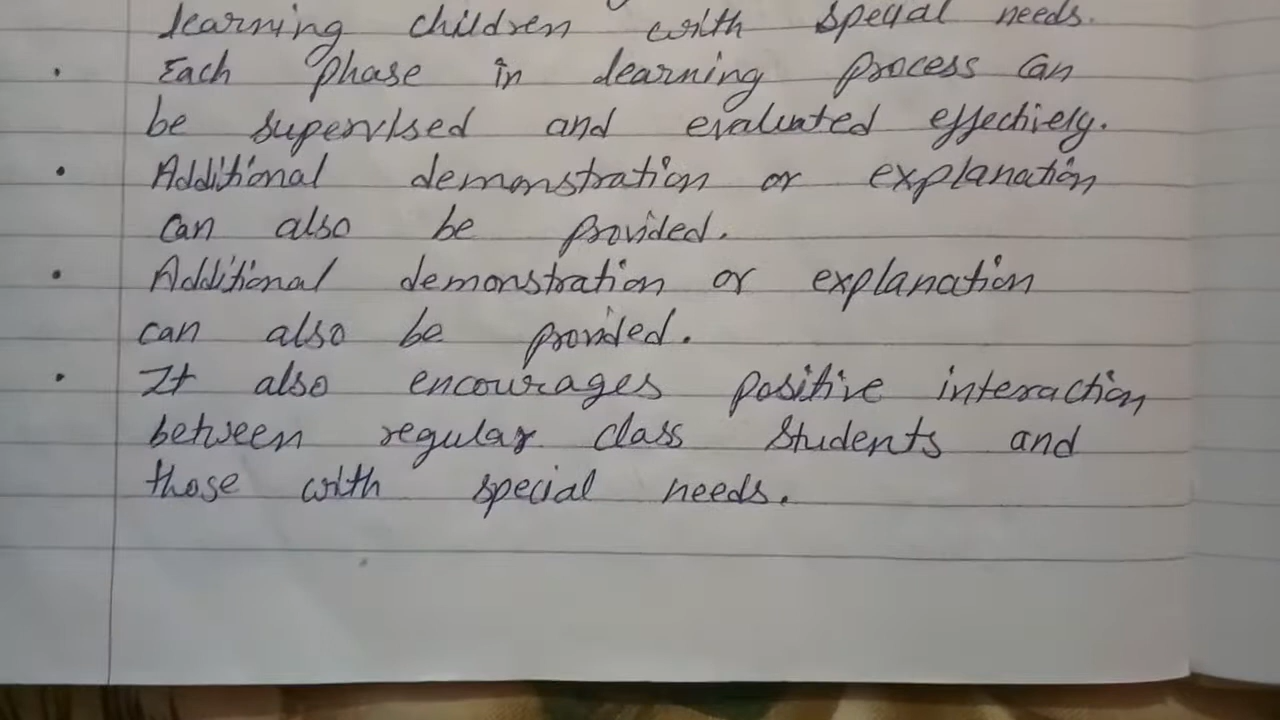 learning children with special needs.
· Each phase in learning process can
be supervised and evaluated effectively.
· Additional demonstration or explanation
can also be provided.
· Additional demonstration or explanation
can also be provided.
· It also encourages positive interaction
between regular class students and
those with special needs.